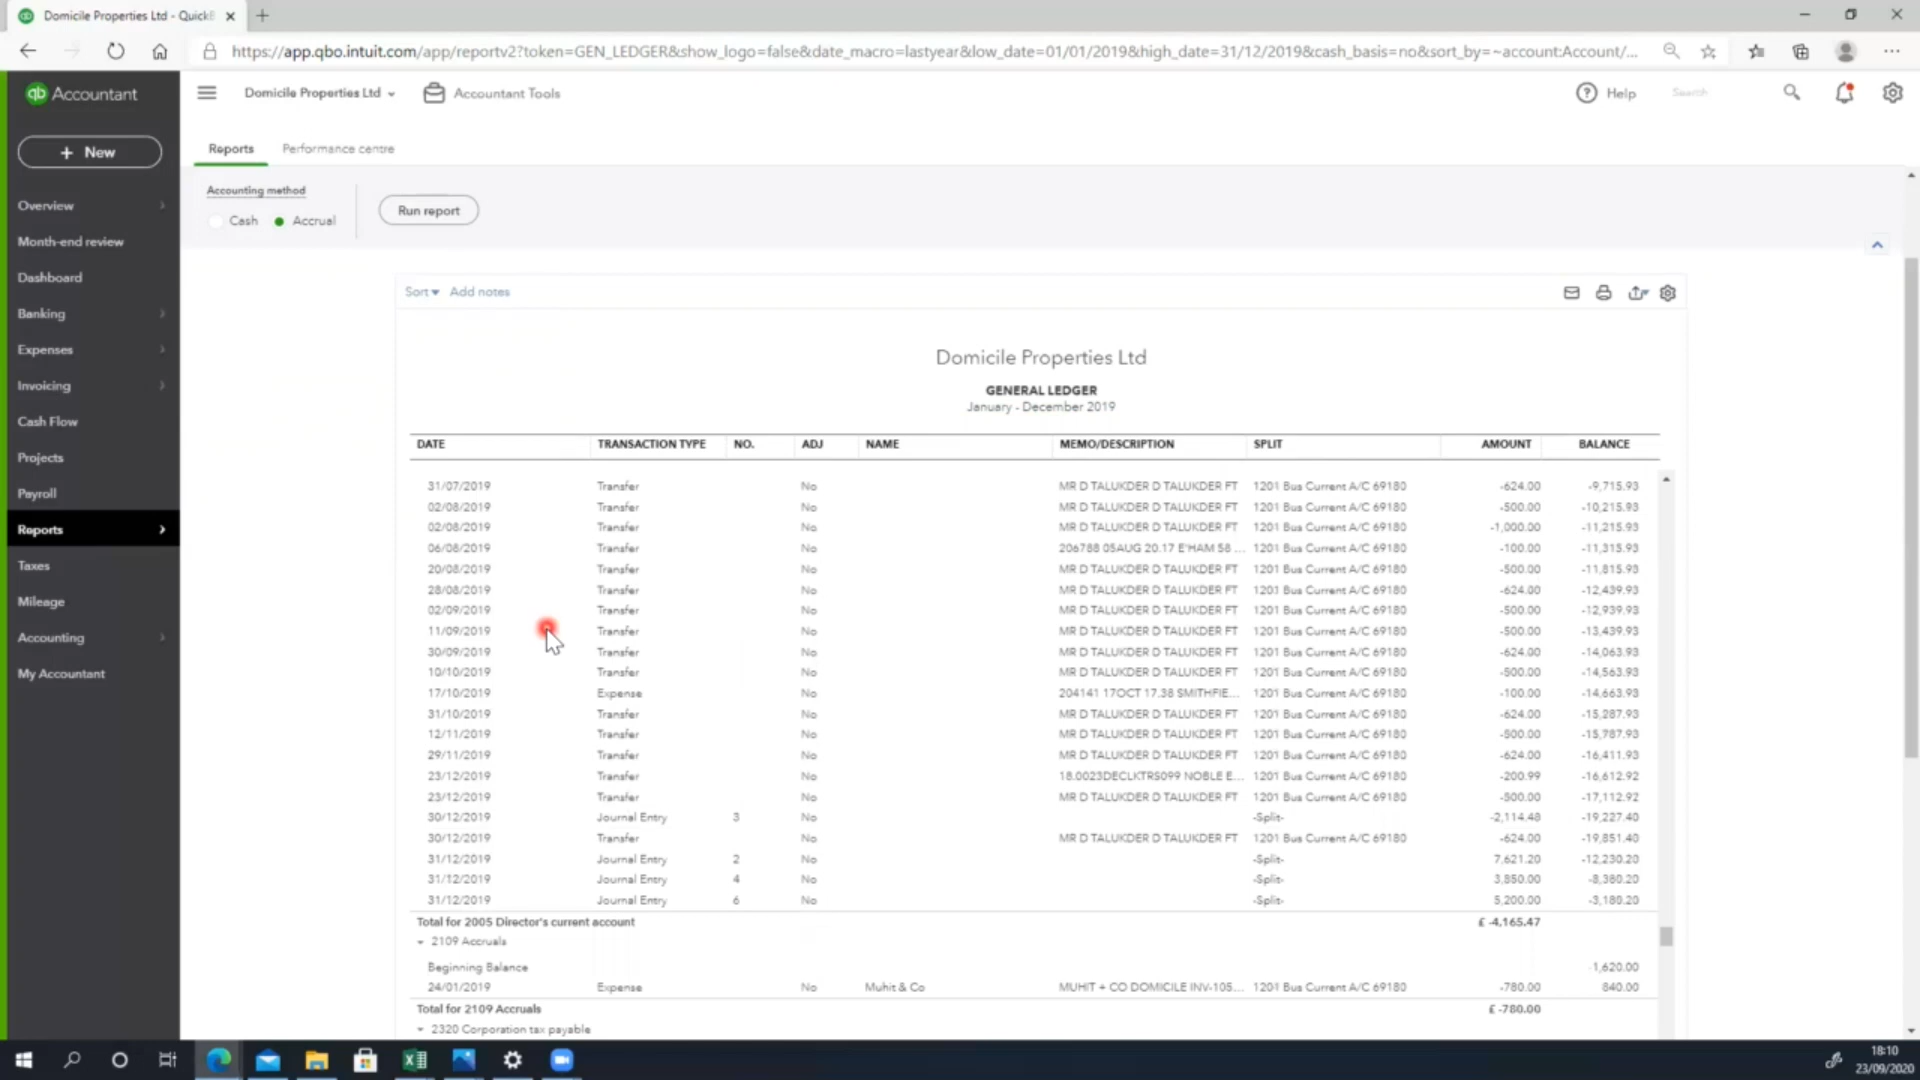 Domicile Properties Ltd - QuickB
https://app.qbo.intuit.com/app/reportv2?token=GEN_LEDGER&show_logo=false&date_macro=lastyear&low_date=01/01/2019&high_date=31/12/2019&cash_basis=no&sort_by=~account:Account/...
qb Accountant
Domicile Properties Ltd
Accountant Tools
Help
Search
+ New
Reports
Performance centre
Overview
Month-end review
Dashboard
Banking
Expenses
Invoicing
Cash Flow
Projects
Payroll
Reports
Taxes
Mileage
Accounting
My Accountant
Accounting method
Cash Accrual
Run report
Sort Add notes
Domicile Properties Ltd
GENERAL LEDGER
January - December 2019
DATE TRANSACTION TYPE NO. ADJ NAME MEMO/DESCRIPTION SPLIT AMOUNT BALANCE
31/07/2019 Transfer No MR D TALUKDER D TALUKDER FT 1201 Bus Current A/C 69180 -624.00 -9,715.93
02/08/2019 Transfer No MR D TALUKDER D TALUKDER FT 1201 Bus Current A/C 69180 -500.00 -10,215.93
02/08/2019 Transfer No MR D TALUKDER D TALUKDER FT 1201 Bus Current A/C 69180 -1,000.00 -11,215.93
06/08/2019 Transfer No 206788 05AUG 20.17 E'HAM 58 ... 1201 Bus Current A/C 69180 -100.00 -11,315.93
20/08/2019 Transfer No MR D TALUKDER D TALUKDER FT 1201 Bus Current A/C 69180 -500.00 -11,815.93
28/08/2019 Transfer No MR D TALUKDER D TALUKDER FT 1201 Bus Current A/C 69180 -624.00 -12,439.93
02/09/2019 Transfer No MR D TALUKDER D TALUKDER FT 1201 Bus Current A/C 69180 -500.00 -12,939.93
11/09/2019 Transfer No MR D TALUKDER D TALUKDER FT 1201 Bus Current A/C 69180 -500.00 -13,439.93
30/09/2019 Transfer No MR D TALUKDER D TALUKDER FT 1201 Bus Current A/C 69180 -624.00 -14,063.93
10/10/2019 Transfer No MR D TALUKDER D TALUKDER FT 1201 Bus Current A/C 69180 -500.00 -14,563.93
17/10/2019 Expense No 204141 17OCT 17.38 SMITHFIE... 1201 Bus Current A/C 69180 -100.00 -14,663.93
31/10/2019 Transfer No MR D TALUKDER D TALUKDER FT 1201 Bus Current A/C 69180 -624.00 -15,287.93
12/11/2019 Transfer No MR D TALUKDER D TALUKDER FT 1201 Bus Current A/C 69180 -500.00 -15,787.93
29/11/2019 Transfer No MR D TALUKDER D TALUKDER FT 1201 Bus Current A/C 69180 -624.00 -16,411.93
23/12/2019 Transfer No 18.0023DECLKTRS099 NOBLE E... 1201 Bus Current A/C 69180 -200.99 -16,612.92
23/12/2019 Transfer No MR D TALUKDER D TALUKDER FT 1201 Bus Current A/C 69180 -500.00 -17,112.92
30/12/2019 Journal Entry 3 No -Split- -2,114.48 -19,227.40
30/12/2019 Transfer No MR D TALUKDER D TALUKDER FT 1201 Bus Current A/C 69180 -624.00 -19,851.40
31/12/2019 Journal Entry 2 No -Split- 7,621.20 -12,230.20
31/12/2019 Journal Entry 4 No -Split- 3,850.00 -8,380.20
31/12/2019 Journal Entry 6 No -Split- 5,200.00 -3,180.20
Total for 2005 Director's current account £ -4,165.47
2109 Accruals
Beginning Balance 1,620.00
24/01/2019 Expense No Muhit & Co MUHIT + CO DOMICILE INV-105... 1201 Bus Current A/C 69180 -780.00 840.00
Total for 2109 Accruals £ -780.00
2320 Corporation tax payable
18:10
23/09/2020